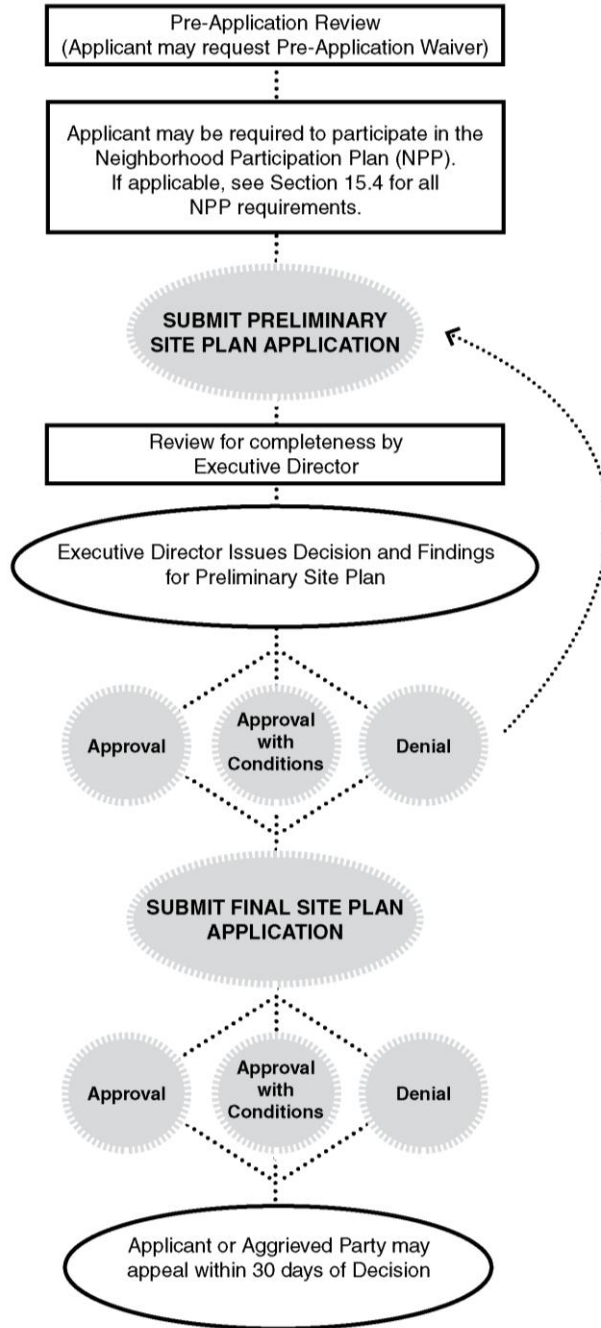 Pre-Application Review
(Applicant may request Pre-Application Waiver)
Applicant may be required to participate in the
Neighborhood Participation Plan (NPP).
If applicable, see Section 15.4 for all
NPP requirements.
SUBMIT PRELIMINARY
SITE PLAN APPLICATION
Review for completeness by
Executive Director
Executive Director Issues Decision and Findings
for Preliminary Site Plan
Approval
Approval
with
Conditions
Denial
SUBMIT FINAL SITE PLAN
APPLICATION
Approval
Approval
with
Conditions
Denial
Applicant or Aggrieved Party may
appeal within 30 days of Decision